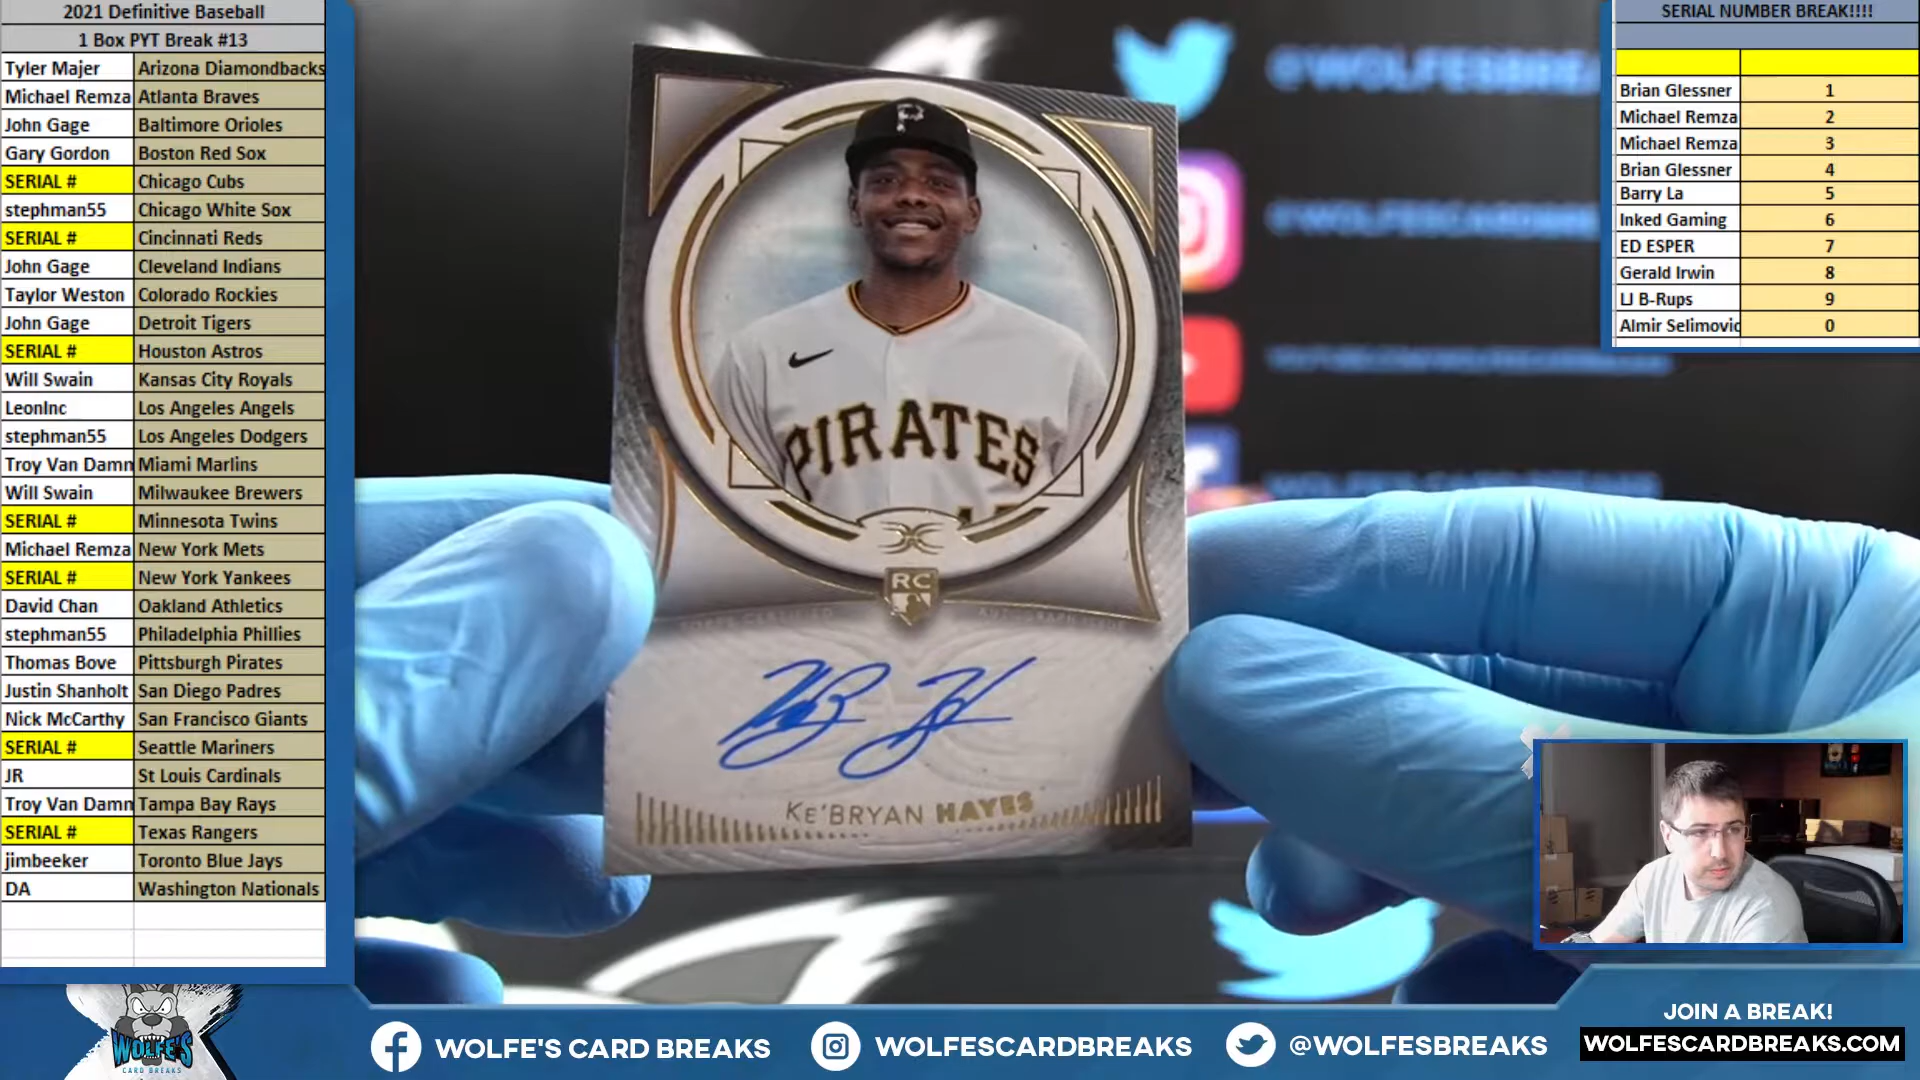 2021 Definitive Baseball
1 Box PYT Break #13
Tyler Majer Arizona Diamondbacks
Michael Remza Atlanta Braves
John Gage Baltimore Orioles
Gary Gordon Boston Red Sox
SERIAL # Chicago Cubs
stephman55 Chicago White Sox
SERIAL # Cincinnati Reds
John Gage Cleveland Indians
Taylor Weston Colorado Rockies
John Gage Detroit Tigers
SERIAL # Houston Astros
Will Swain Kansas City Royals
LeonInc Los Angeles Angels
stephman55 Los Angeles Dodgers
Troy Van Damn Miami Marlins
Will Swain Milwaukee Brewers
SERIAL # Minnesota Twins
Michael Remza New York Mets
SERIAL # New York Yankees
David Chan Oakland Athletics
stephman55 Philadelphia Phillies
Thomas Bove Pittsburgh Pirates
Justin Shanholt San Diego Padres
Nick McCarthy San Francisco Giants
SERIAL # Seattle Mariners
JR St Louis Cardinals
Troy Van Damn Tampa Bay Rays
SERIAL # Texas Rangers
jimbeeker Toronto Blue Jays
DA Washington Nationals
P
PIRATES
RC
TOPPS CERTIFIED AUTOGRAPH ISSUE
KE'BRYAN HAYES
@WOLFESBREA
@WOLFESCARDBRE
SERIAL NUMBER BREAK!!!!
Brian Glessner 1
Michael Remza 2
Michael Remza 3
Brian Glessner 4
Barry La 5
Inked Gaming 6
ED ESPER 7
Gerald Irwin 8
LJ B-Rups 9
Almir Selimovic 0
WOLFE'S
CARD BREAKS
WOLFE'S CARD BREAKS
WOLFESCARDBREAKS
@WOLFESBREAKS
JOIN A BREAK!
WOLFESCARDBREAKS.COM